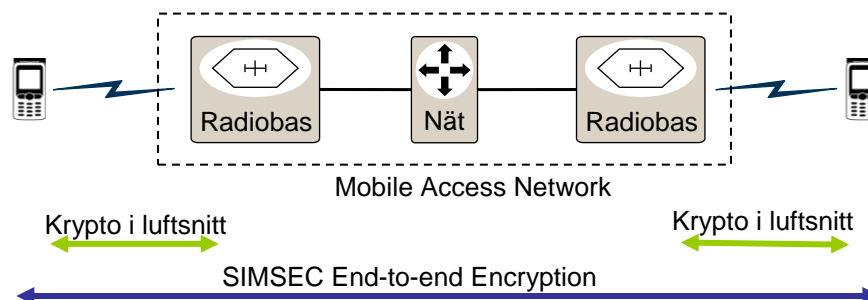 Radiobas
Nät
Radiobas
Mobile Access Network
Krypto i luftsnitt
Krypto i luftsnitt
SIMSEC End-to-end Encryption